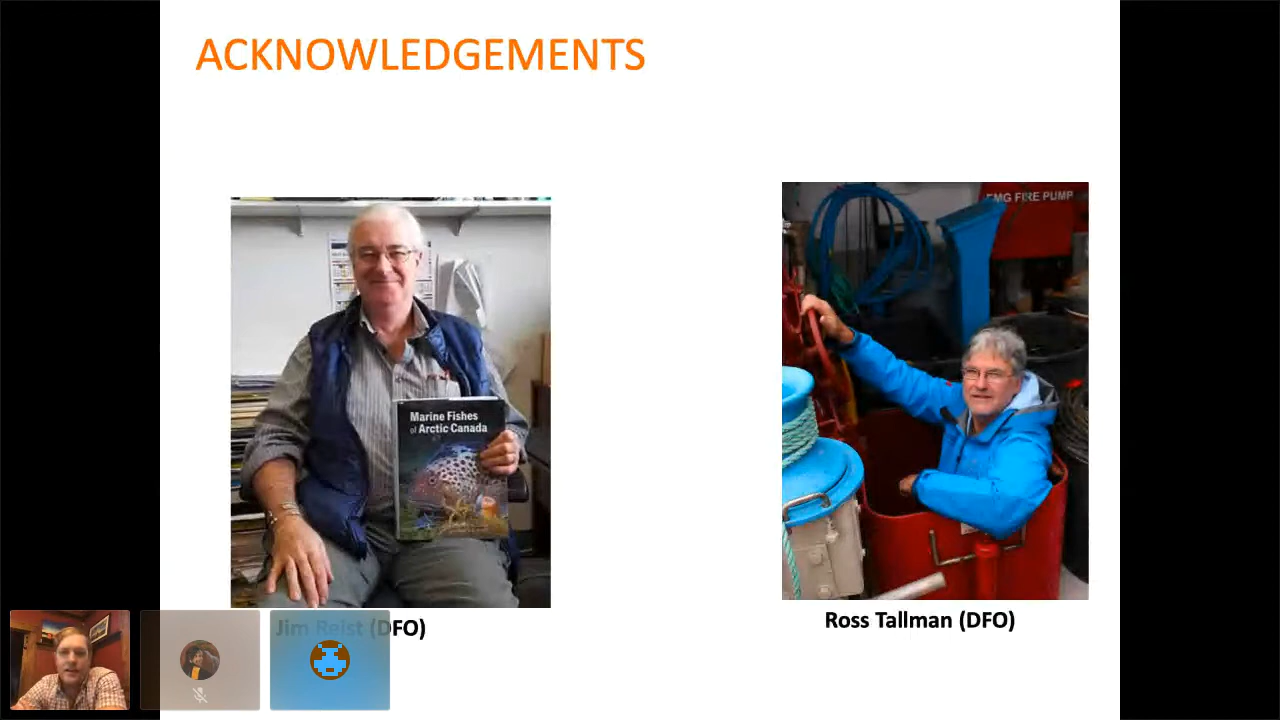 ACKNOWLEDGEMENTS
EMG FIRE PUMP
Marine Fishes
of Arctic Canada
Jim Reist (DFO)
Ross Tallman (DFO)